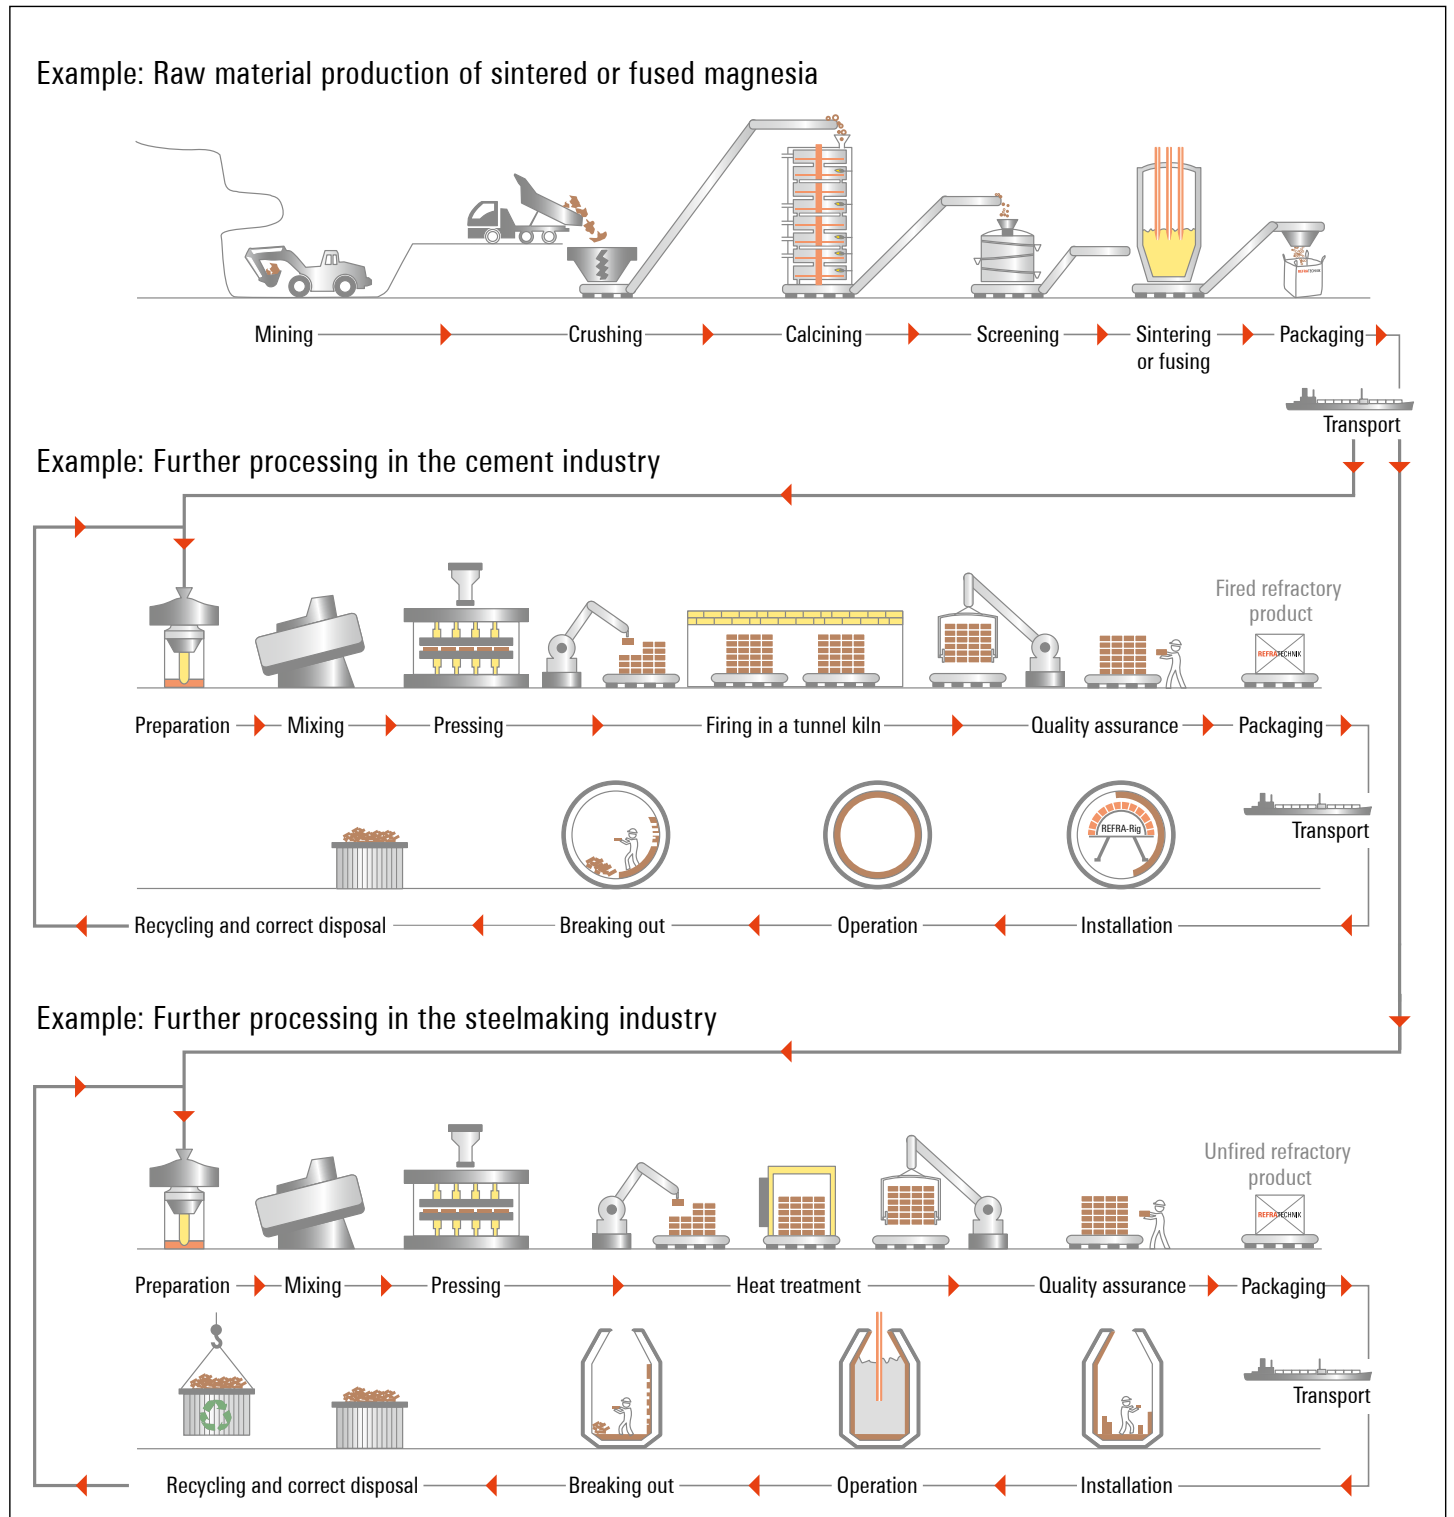 Example: Raw material production of sintered or fused magnesia
REFRATECHNIK
Mining
Crushing
Calcining
Screening
Sintering
or fusing
Packaging
Transport
Example: Further processing in the cement industry
Fired refractory
product
REFRATECHNIK
Preparation
Mixing
Pressing
Firing in a tunnel kiln
Quality assurance
Packaging
REFRA-Rig
Transport
Recycling and correct disposal
Breaking out
Operation
Installation
Example: Further processing in the steelmaking industry
Unfired refractory
product
REFRATECHNIK
Preparation
Mixing
Pressing
Heat treatment
Quality assurance
Packaging
Transport
Recycling and correct disposal
Breaking out
Operation
Installation